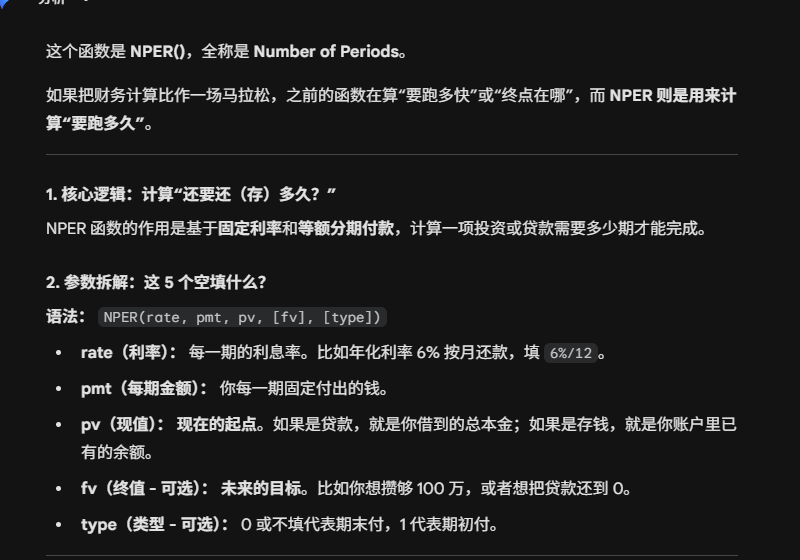 这个函数是 NPER()，全称是 Number of Periods。
如果把财务计算比作一场马拉松，之前的函数在算“要跑多快”或“终点在哪”，而 NPER 则是用来计
算“要跑多久”。
1. 核心逻辑：计算“还要还（存）多久？”
NPER 函数的作用是基于固定利率和等额分期付款，计算一项投资或贷款需要多少期才能完成。
2. 参数拆解：这 5 个空填什么？
语法： NPER(rate, pmt, pv, [fv], [type])
• rate（利率）： 每一期的利息率。比如年化利率 6% 按月还款，填 6%/12。
• pmt（每期金额）： 你每一期固定付出的钱。
• pv（现值）： 现在的起点。如果是贷款，就是你借到的总本金；如果是存钱，就是你账户里已
有的余额。
• fv（终值 - 可选）： 未来的目标。比如你想攒够 100 万，或者想把贷款还到 0。
• type（类型 - 可选）： 0 或不填代表期末付，1 代表期初付。